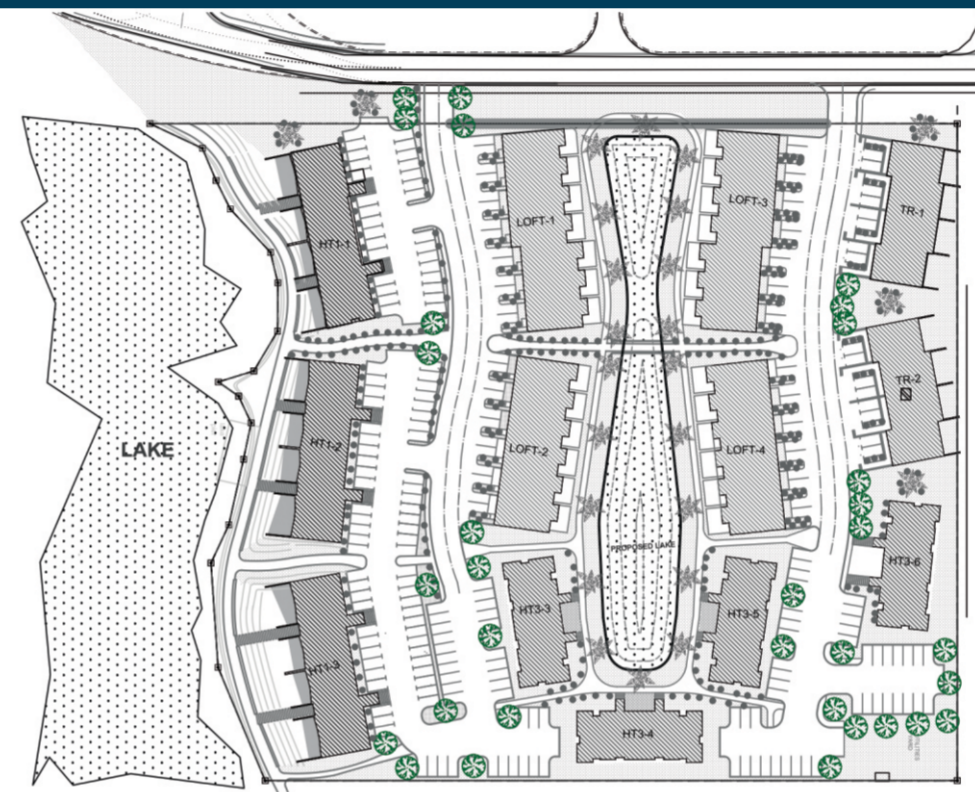 LOFT-1
LOFT-3
TR-1
HT1-1
TR-2
HT1-2
LAKE
LOFT-2
LOFT-4
PROPOSED LAKE
HT3-6
HT3-3
HT3-5
HT1-3
HT3-4